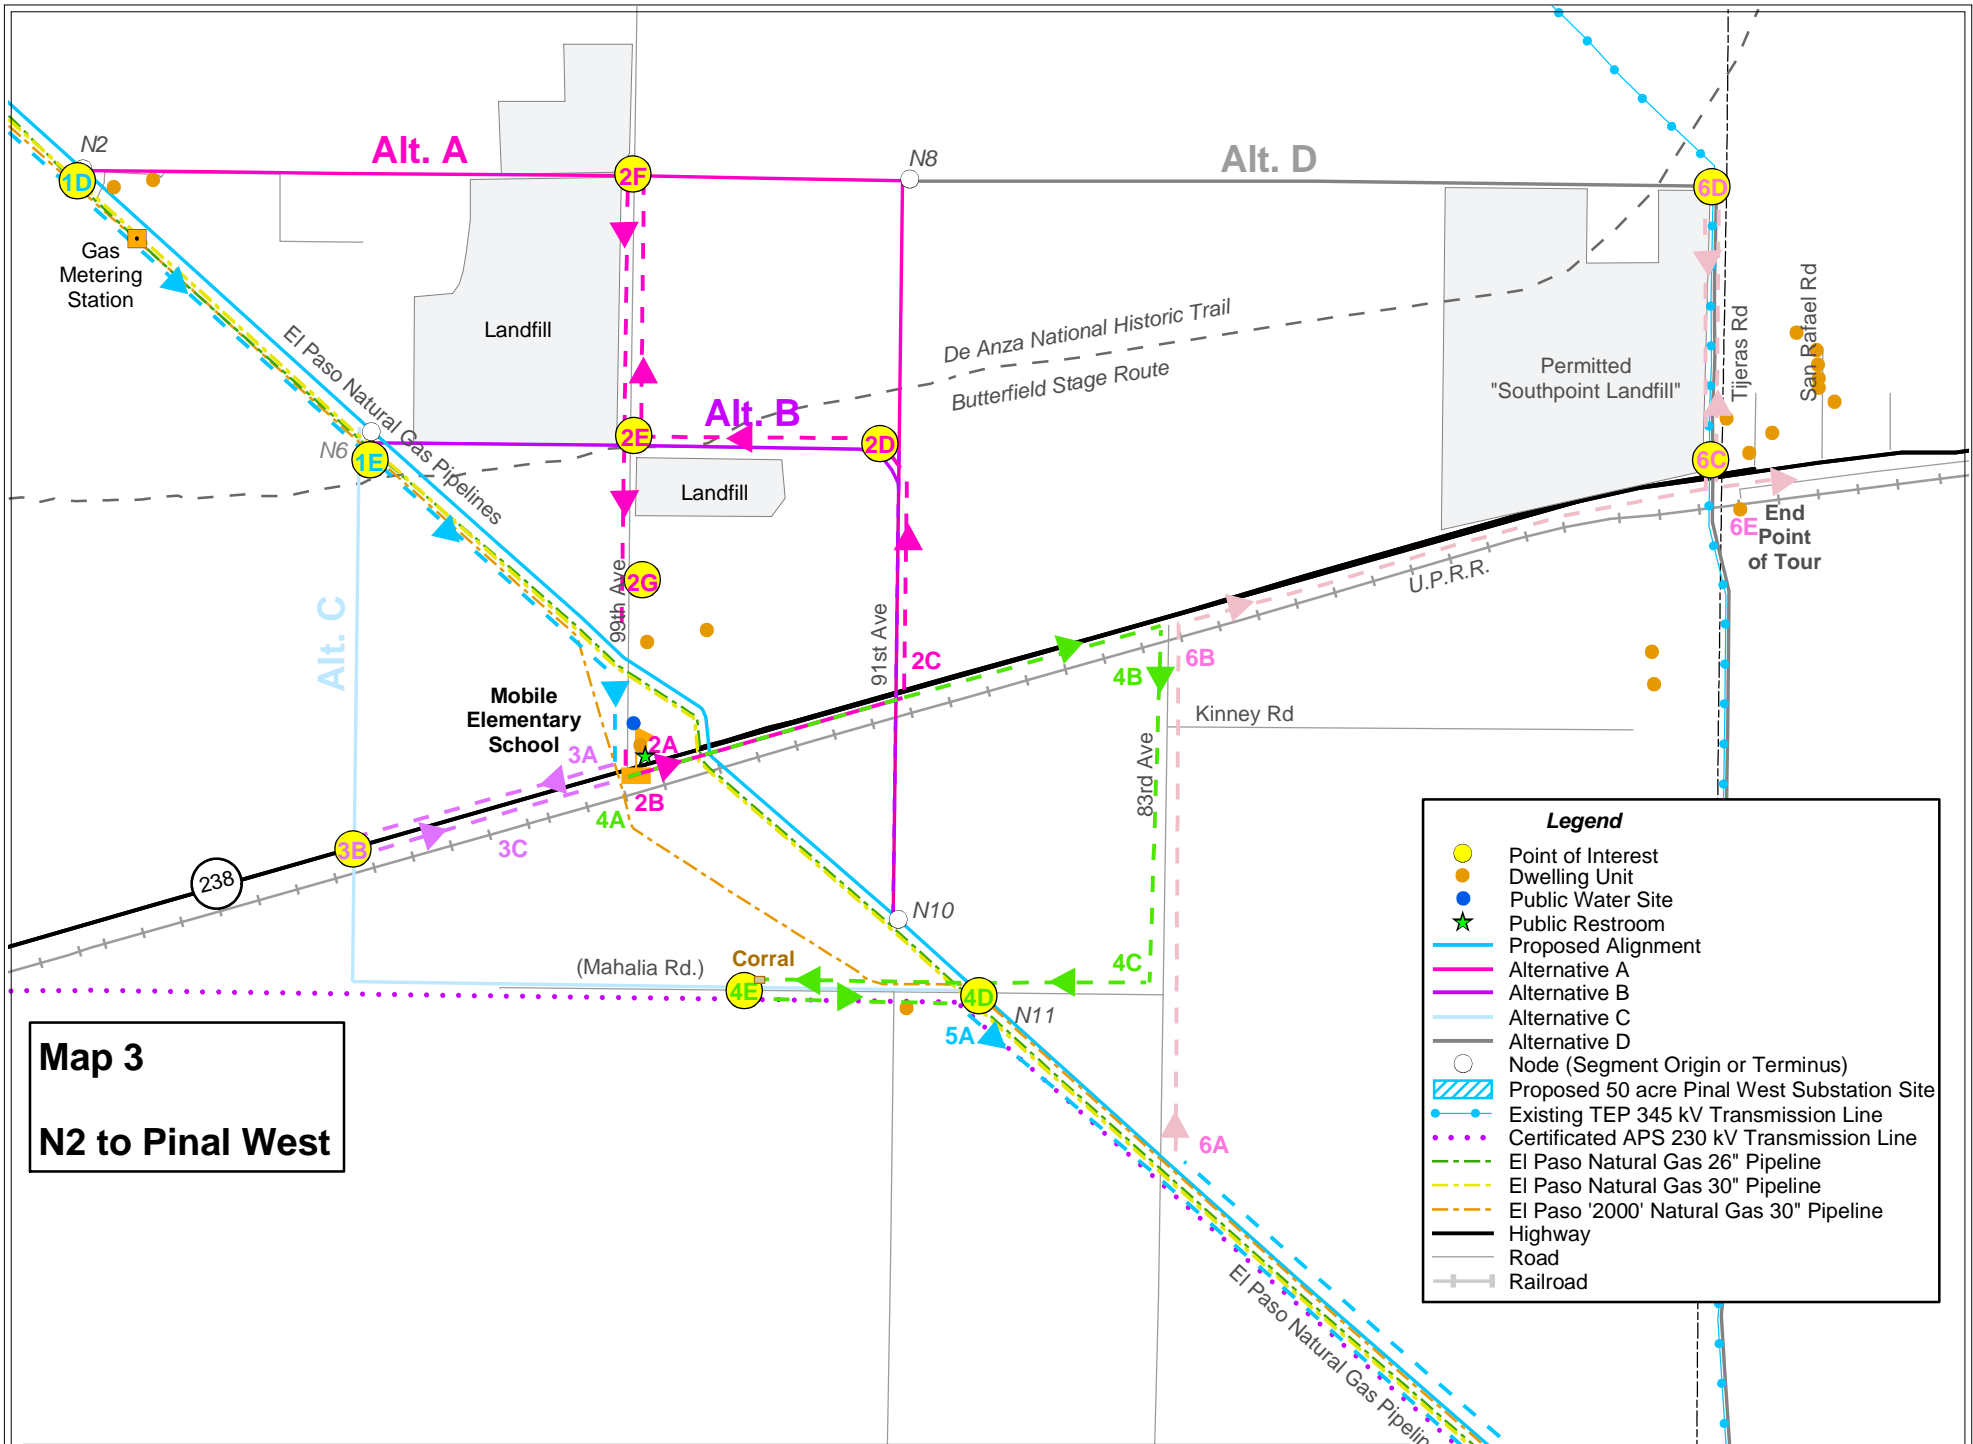 N2
Alt. A
N8
Alt. D
1D
2F
6D
Gas
Metering
Station
El Paso Natural Gas Pipelines
Landfill
De Anza National Historic Trail
Butterfield Stage Route
Permitted
"Southpoint Landfill"
Tijeras Rd
San Rafael Rd
Alt. B
2E
2D
N6
1E
6C
Landfill
6E
End
Point
of Tour
U.P.R.R.
99th Ave
2G
Alt. C
91st Ave
2C
6B
4B
Mobile
Elementary
School
Kinney Rd
3A
2A
83rd Ave
2B
4A
3C
3B
238
N10
(Mahalia Rd.)
Corral
4C
4E
4D
N11
5A
6A
El Paso Natural Gas Pipelin
Map 3
N2 to Pinal West
Legend
Point of Interest
Dwelling Unit
Public Water Site
Public Restroom
Proposed Alignment
Alternative A
Alternative B
Alternative C
Alternative D
Node (Segment Origin or Terminus)
Proposed 50 acre Pinal West Substation Site
Existing TEP 345 kV Transmission Line
Certificated APS 230 kV Transmission Line
El Paso Natural Gas 26" Pipeline
El Paso Natural Gas 30" Pipeline
El Paso '2000' Natural Gas 30" Pipeline
Highway
Road
Railroad